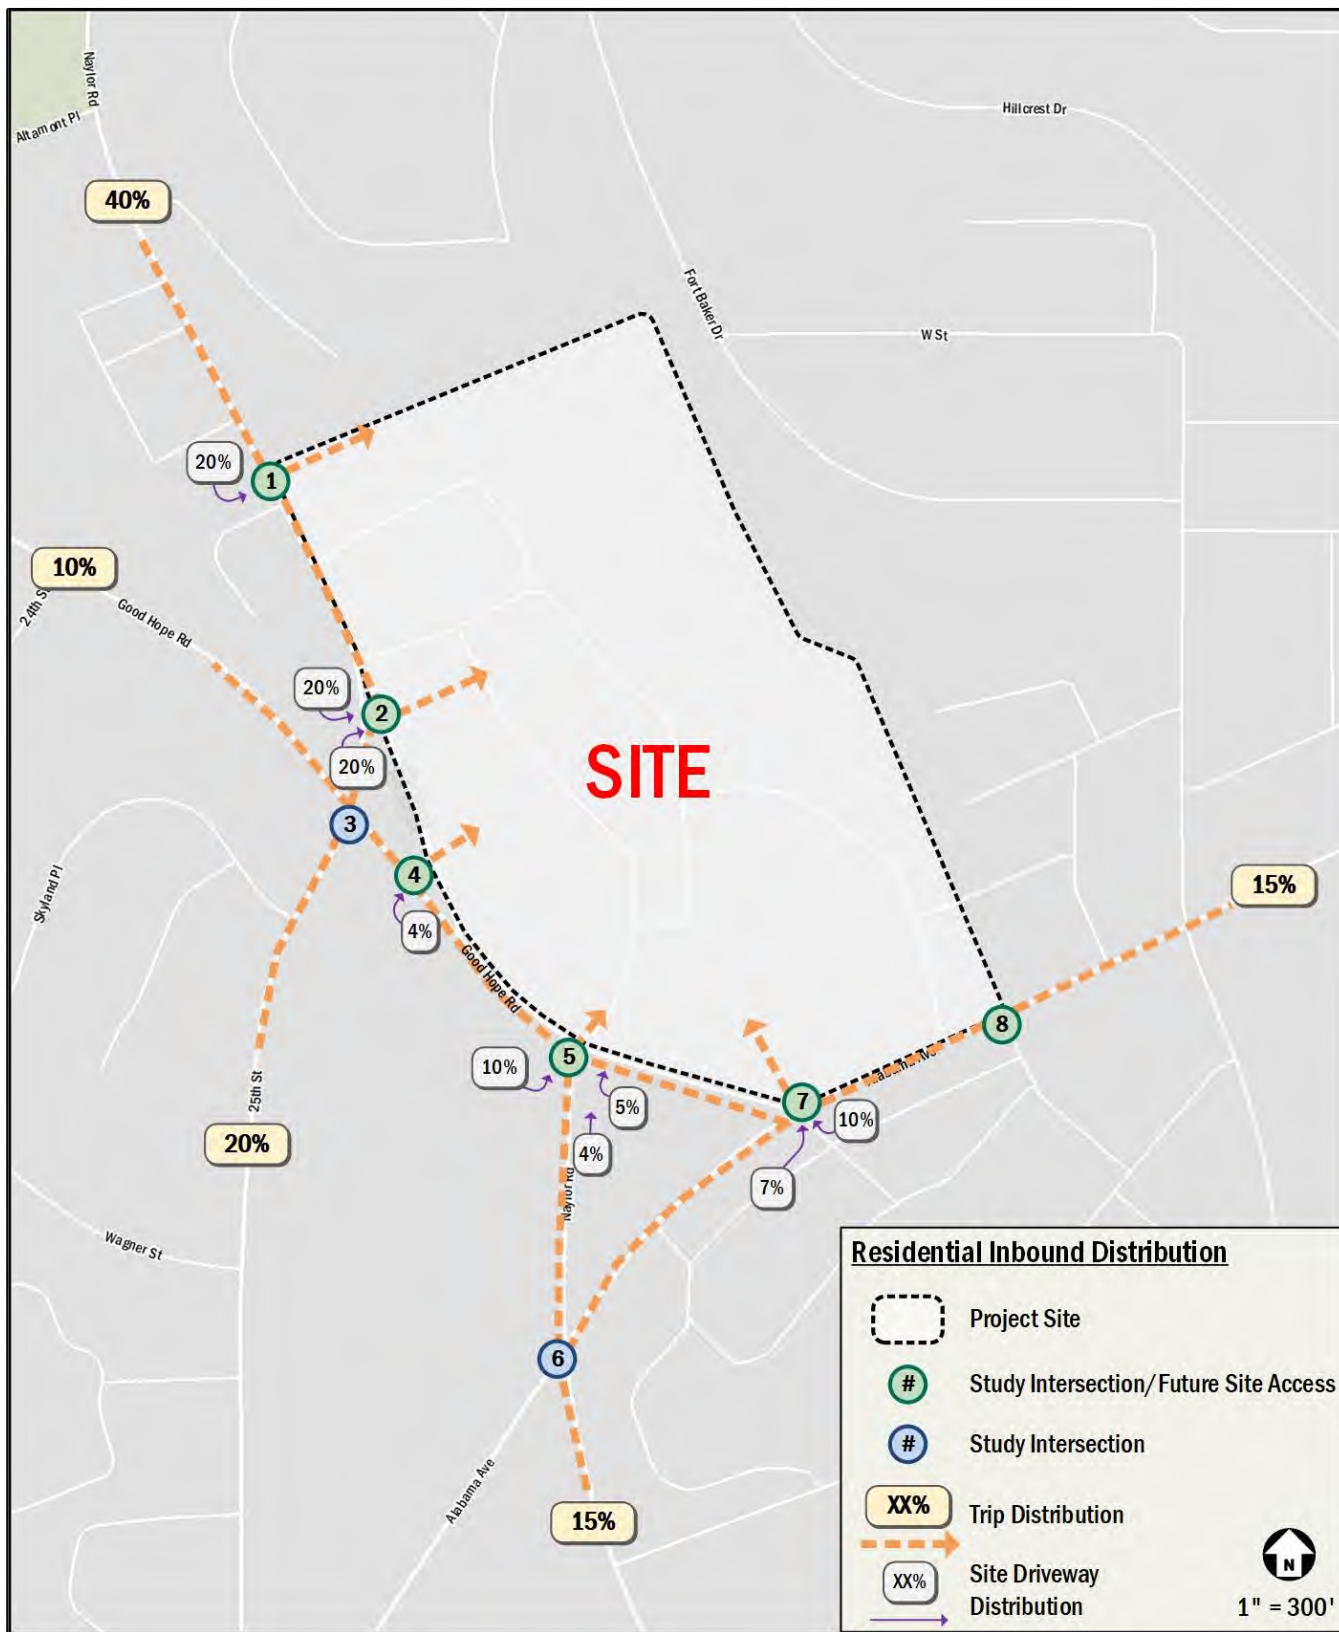 Naylor Rd
Altamont Pl
Hillcrest Dr
40%
Fort Baker Dr
W St
20%
1
10%
24th St
Good Hope Rd
20%
2
SITE
20%
3
4
Skyland Pl
15%
4%
Good Hope Rd
8
5
10%
25th St
7
5%
10%
20%
4%
7%
Naylor Rd
Wagner St
6
Alabama Ave
15%
Residential Inbound Distribution
Project Site
# Study Intersection/Future Site Access
# Study Intersection
XX% Trip Distribution
XX% Site Driveway
Distribution
N
1" = 300'